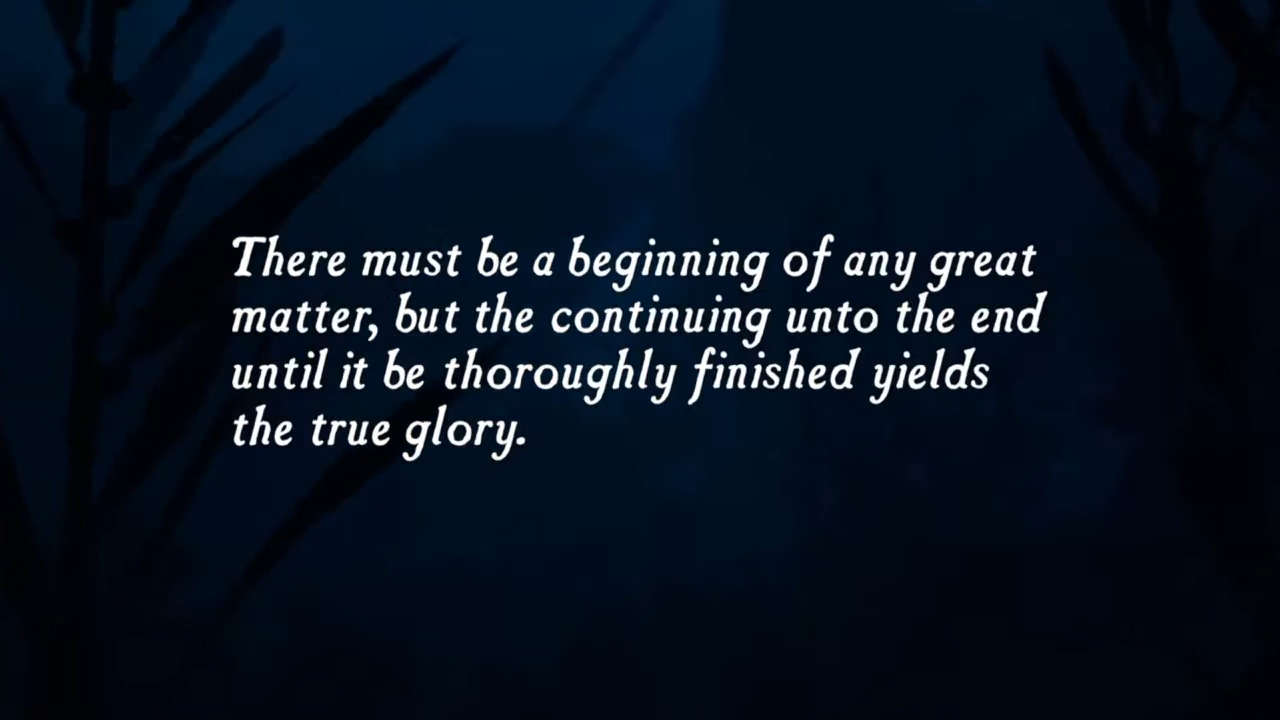 There must be a beginning of any great
matter, but the continuing unto the end
until it be thoroughly finished yields
the true glory.